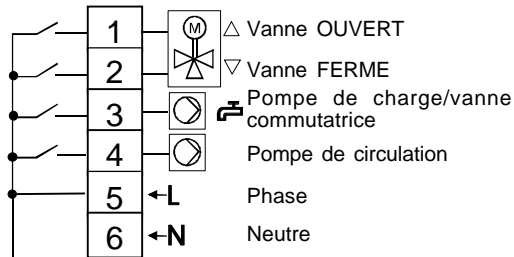 1 M △ Vanne OUVERT
2 ▽ Vanne FERME
3 Pompe de charge/vanne
commutatrice
4 Pompe de circulation
5 L Phase
6 N Neutre